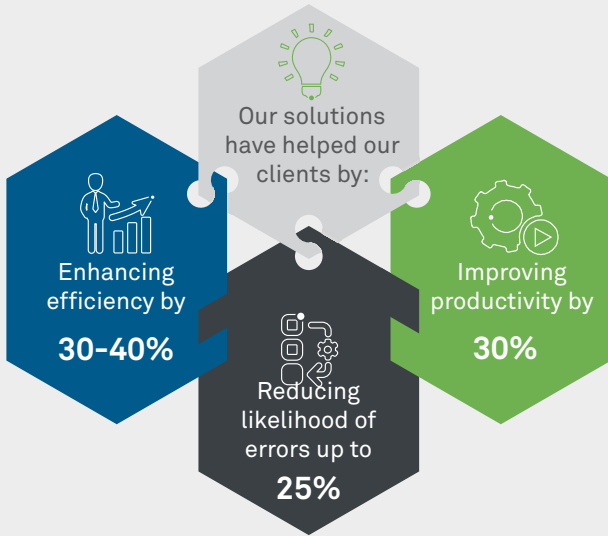 Our solutions
have helped our
clients by:
Enhancing
efficiency by
30-40%
Reducing
likelihood of
errors up to
25%
Improving
productivity by
30%